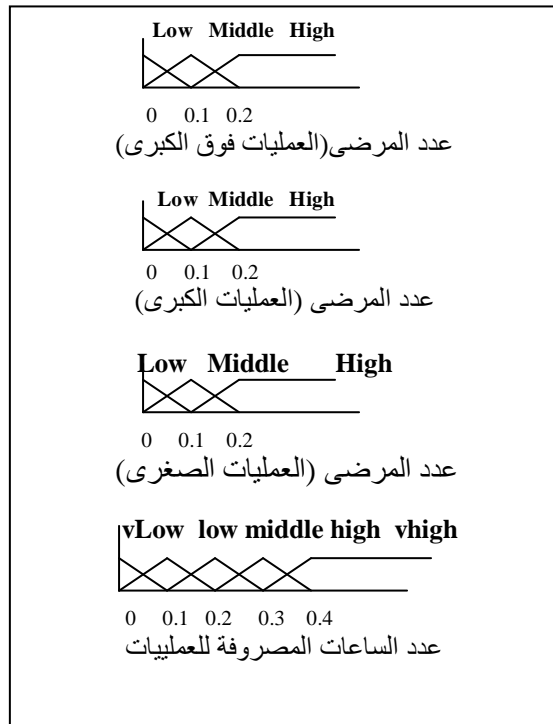 Low Middle High
0 0.1 0.2
عدد المرضى(العمليات فوق الكبرى)
Low Middle High
0 0.1 0.2
عدد المرضى (العمليات الكبرى)
Low Middle High
0 0.1 0.2
عدد المرضى (العمليات الصغرى)
vLow low middle high vhigh
0 0.1 0.2 0.3 0.4
عدد الساعات المصروفة للعملييات